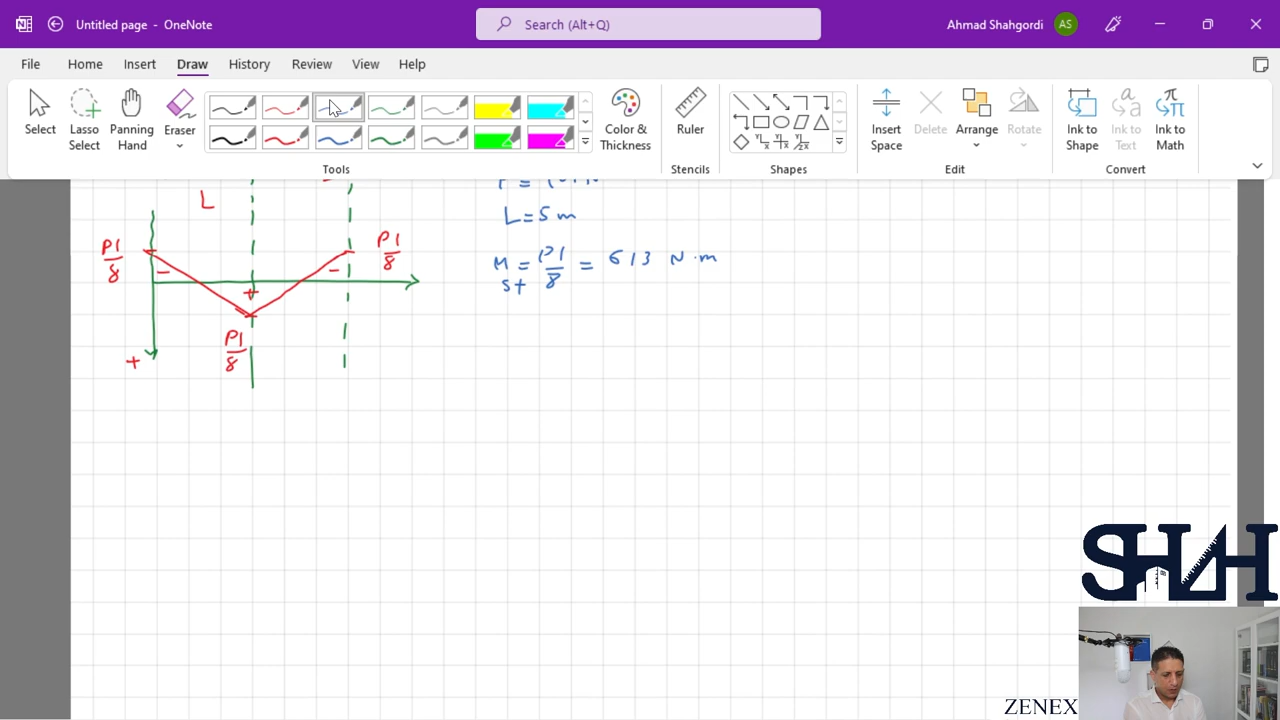 Untitled page - OneNote
Search (Alt+Q)
Ahmad Shahgordi
AS
File Home Insert Draw History Review View Help
Select
Lasso Select
Panning Hand
Eraser
Color & Thickness
Ruler
Insert Space
Delete
Arrange
Rotate
Ink to Shape
Ink to Text
Ink to Math
Tools
Stencils
Shapes
Edit
Convert
L
L = 5 m
Pl/8
Pl/8
M st = Pl/8 = 613 N.m
-
-
+
Pl/8
+
SHAH
ZENEX